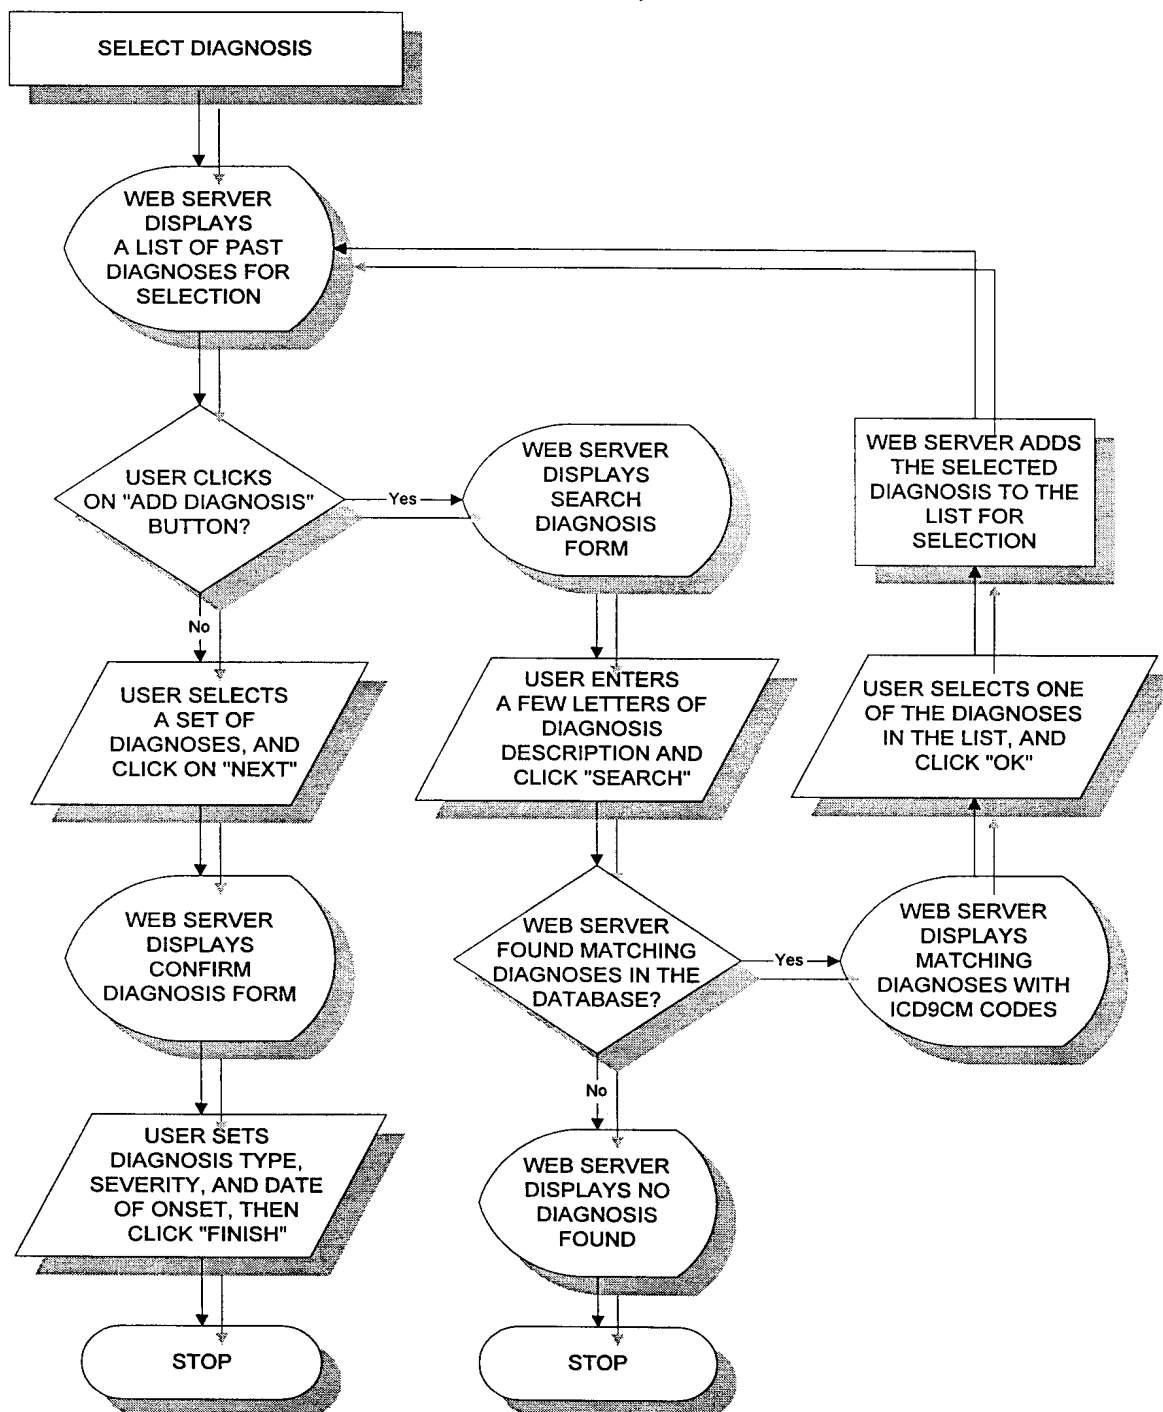 SELECT DIAGNOSIS
WEB SERVER
DISPLAYS
A LIST OF PAST
DIAGNOSES FOR
SELECTION
USER CLICKS
ON "ADD DIAGNOSIS"
BUTTON?
Yes
No
WEB SERVER
DISPLAYS
SEARCH
DIAGNOSIS
FORM
WEB SERVER ADDS
THE SELECTED
DIAGNOSIS TO THE
LIST FOR
SELECTION
USER SELECTS
A SET OF
DIAGNOSES, AND
CLICK ON "NEXT"
USER ENTERS
A FEW LETTERS OF
DIAGNOSIS
DESCRIPTION AND
CLICK "SEARCH"
USER SELECTS ONE
OF THE DIAGNOSES
IN THE LIST, AND
CLICK "OK"
WEB SERVER
DISPLAYS
CONFIRM
DIAGNOSIS FORM
WEB SERVER
FOUND MATCHING
DIAGNOSES IN THE
DATABASE?
Yes
No
WEB SERVER
DISPLAYS
MATCHING
DIAGNOSES WITH
ICD9CM CODES
USER SETS
DIAGNOSIS TYPE,
SEVERITY, AND DATE
OF ONSET, THEN
CLICK "FINISH"
WEB SERVER
DISPLAYS NO
DIAGNOSIS
FOUND
STOP
STOP